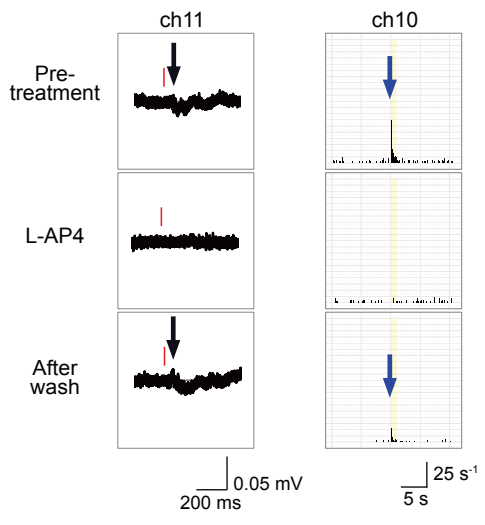 ch11
ch10
Pre-
treatment
L-AP4
After
wash
0.05 mV
200 ms
25 s⁻¹
5 s